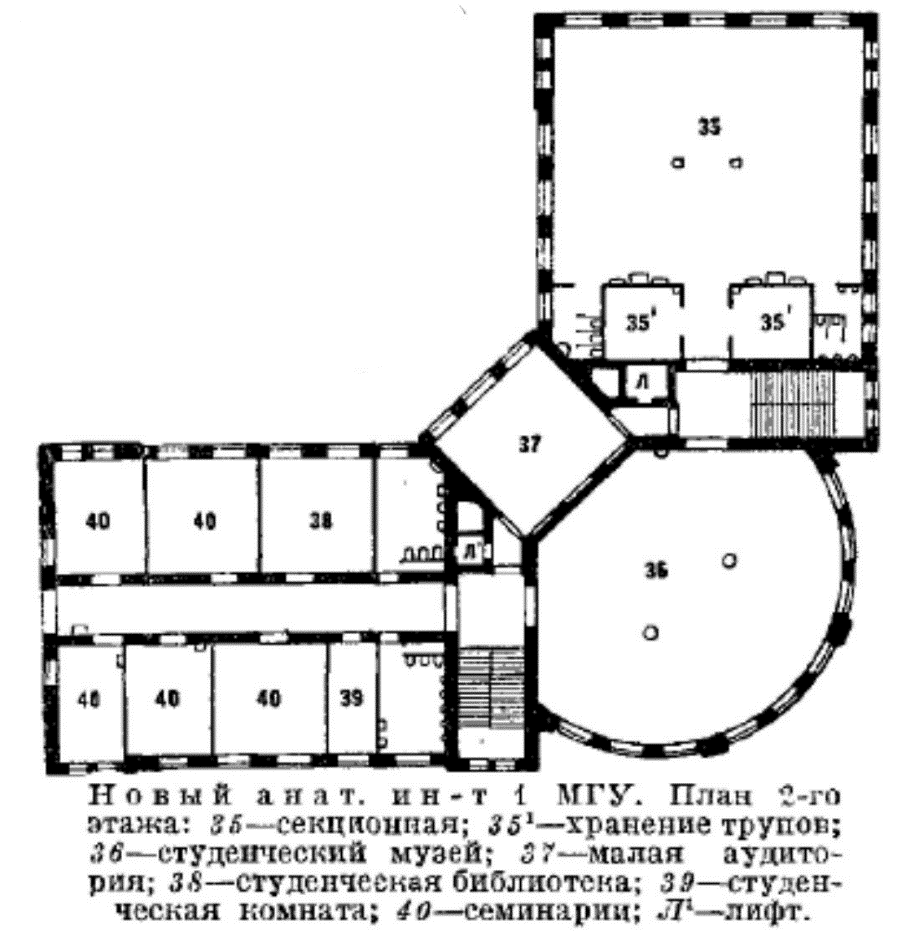 35
35¹ 35¹
Л
37
40 40 38
Л¹
36
40 40 40 39
Новый анат. ин-т 1 МГУ. План 2-го
этажа: 35—секционная; 35¹—хранение трупов;
36—студенческий музей; 37—малая аудито-
рия; 38—студенческая библиотека; 39—студен-
ческая комната; 40—семинарии; Л¹—лифт.